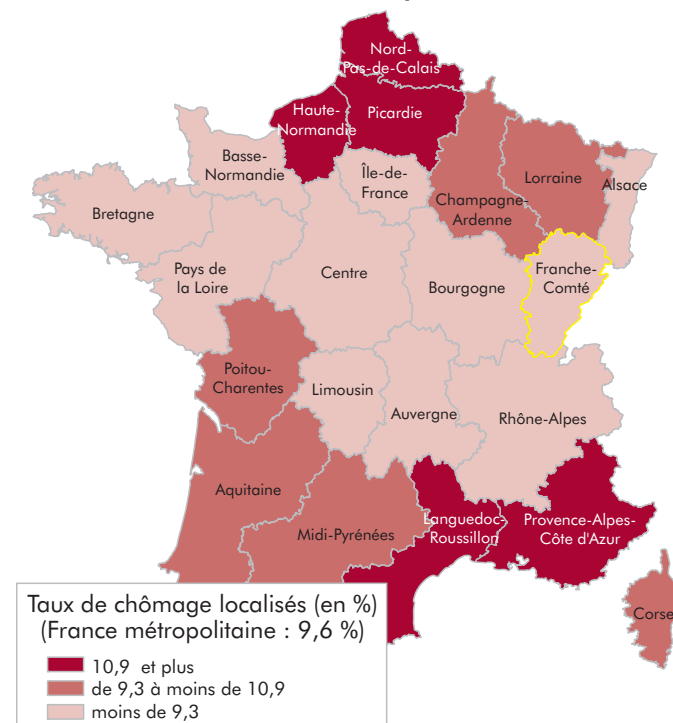 Nord-
Pas-de-Calais
Haute-
Normandie
Picardie
Basse-
Normandie
Île-de-
France
Champagne-
Ardenne
Lorraine
Alsace
Bretagne
Pays de
la Loire
Centre
Bourgogne
Franche-
Comté
Poitou-
Charentes
Limousin
Auvergne
Rhône-Alpes
Aquitaine
Midi-Pyrénées
Languedoc-
Roussillon
Provence-Alpes-
Côte d'Azur
Corse
Taux de chômage localisés (en %)
(France métropolitaine : 9,6 %)
10,9 et plus
de 9,3 à moins de 10,9
moins de 9,3